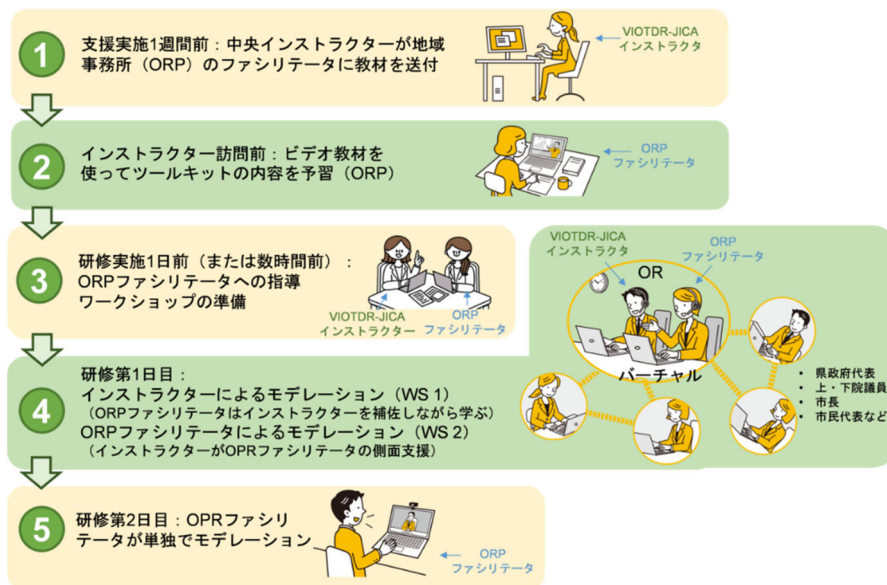 1
支援実施1週間前：中央インストラクターが地域
事務所（ORP）のファシリテータに教材を送付
VIOTDR-JICA
インストラクタ
2
インストラクター訪問前：ビデオ教材を
使ってツールキットの内容を予習（ORP）
ORP
ファシリテータ
3
研修実施1日前（または数時間前）：
ORPファシリテータへの指導
ワークショップの準備
VIOTDR-JICA
インストラクター
ORP
ファシリテータ
4
研修第1日目：
インストラクターによるモデレーション（WS 1）
（ORPファシリテータはインストラクターを補佐しながら学ぶ）
ORPファシリテータによるモデレーション（WS 2）
（インストラクターがOPRファシリテータの側面支援）
VIOTDR-JICA
インストラクタ
ORP
ファシリテータ
OR
バーチャル
• 県政府代表
• 上・下院議員
• 市長
• 市民代表など
5
研修第2日目：OPRファシリ
テータが単独でモデレーション
ORP
ファシリテータ